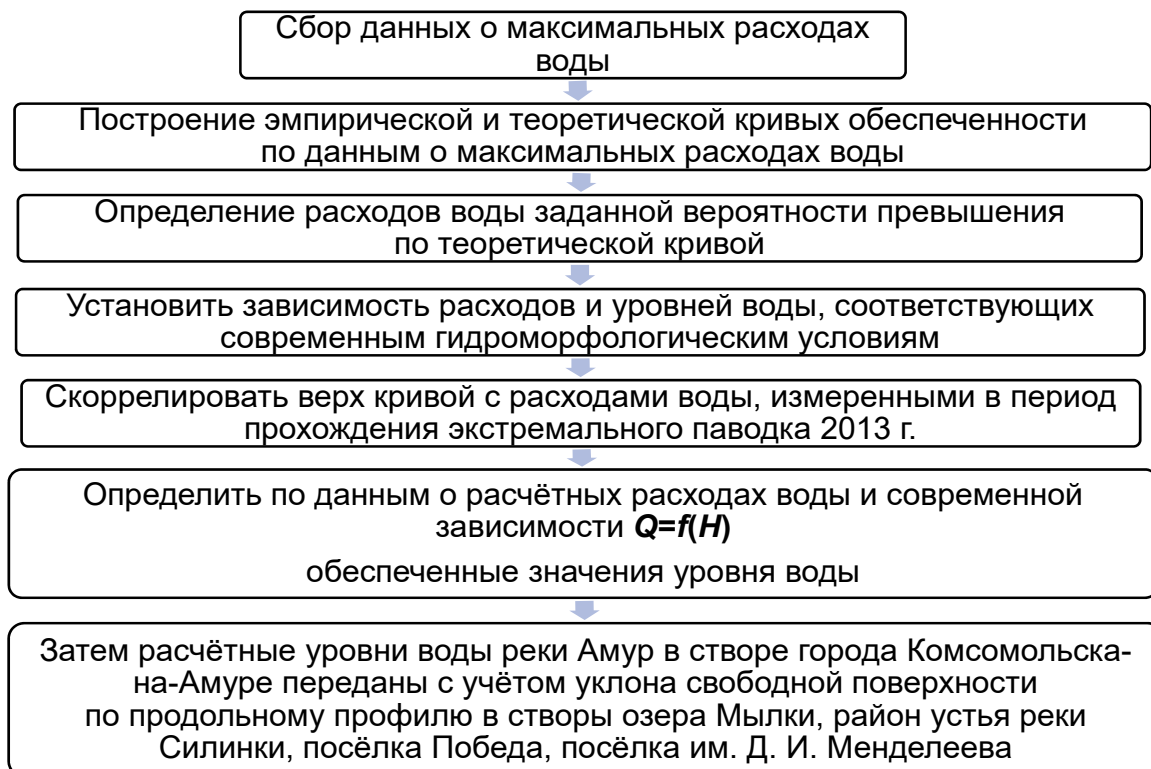 Сбор данных о максимальных расходах
воды
Построение эмпирической и теоретической кривых обеспеченности
по данным о максимальных расходах воды
Определение расходов воды заданной вероятности превышения
по теоретической кривой
Установить зависимость расходов и уровней воды, соответствующих
современным гидроморфологическим условиям
Скоррелировать верх кривой с расходами воды, измеренными в период
прохождения экстремального паводка 2013 г.
Определить по данным о расчётных расходах воды и современной
зависимости Q=f(H)
обеспеченные значения уровня воды
Затем расчётные уровни воды реки Амур в створе города Комсомольска-
на-Амуре переданы с учётом уклона свободной поверхности
по продольному профилю в створы озера Мылки, район устья реки
Силинки, посёлка Победа, посёлка им. Д. И. Менделеева